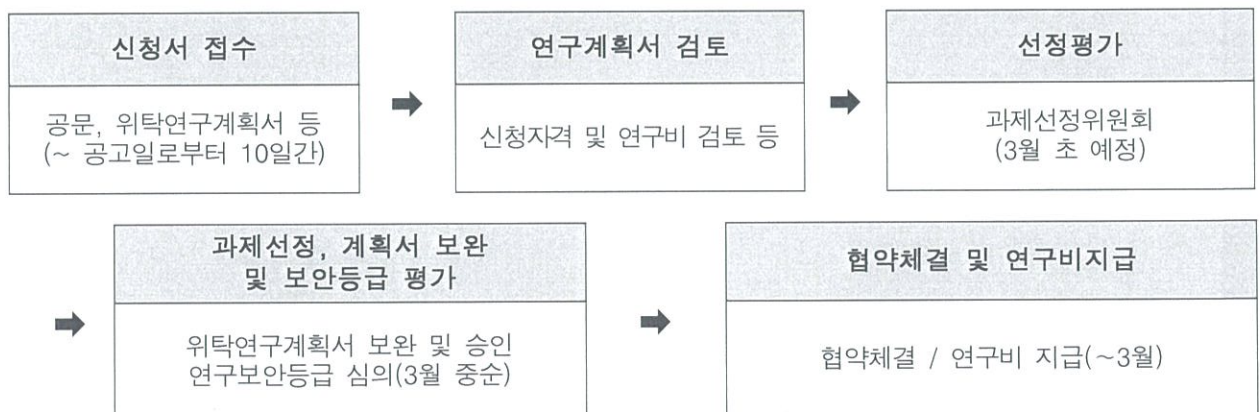 신청서 접수
공문, 위탁연구계획서 등
(~ 공고일로부터 10일간)
연구계획서 검토
신청자격 및 연구비 검토 등
선정평가
과제선정위원회
(3월 초 예정)
과제선정, 계획서 보완
및 보안등급 평가
위탁연구계획서 보완 및 승인
연구보안등급 심의(3월 중순)
협약체결 및 연구비지급
협약체결 / 연구비 지급(~3월)